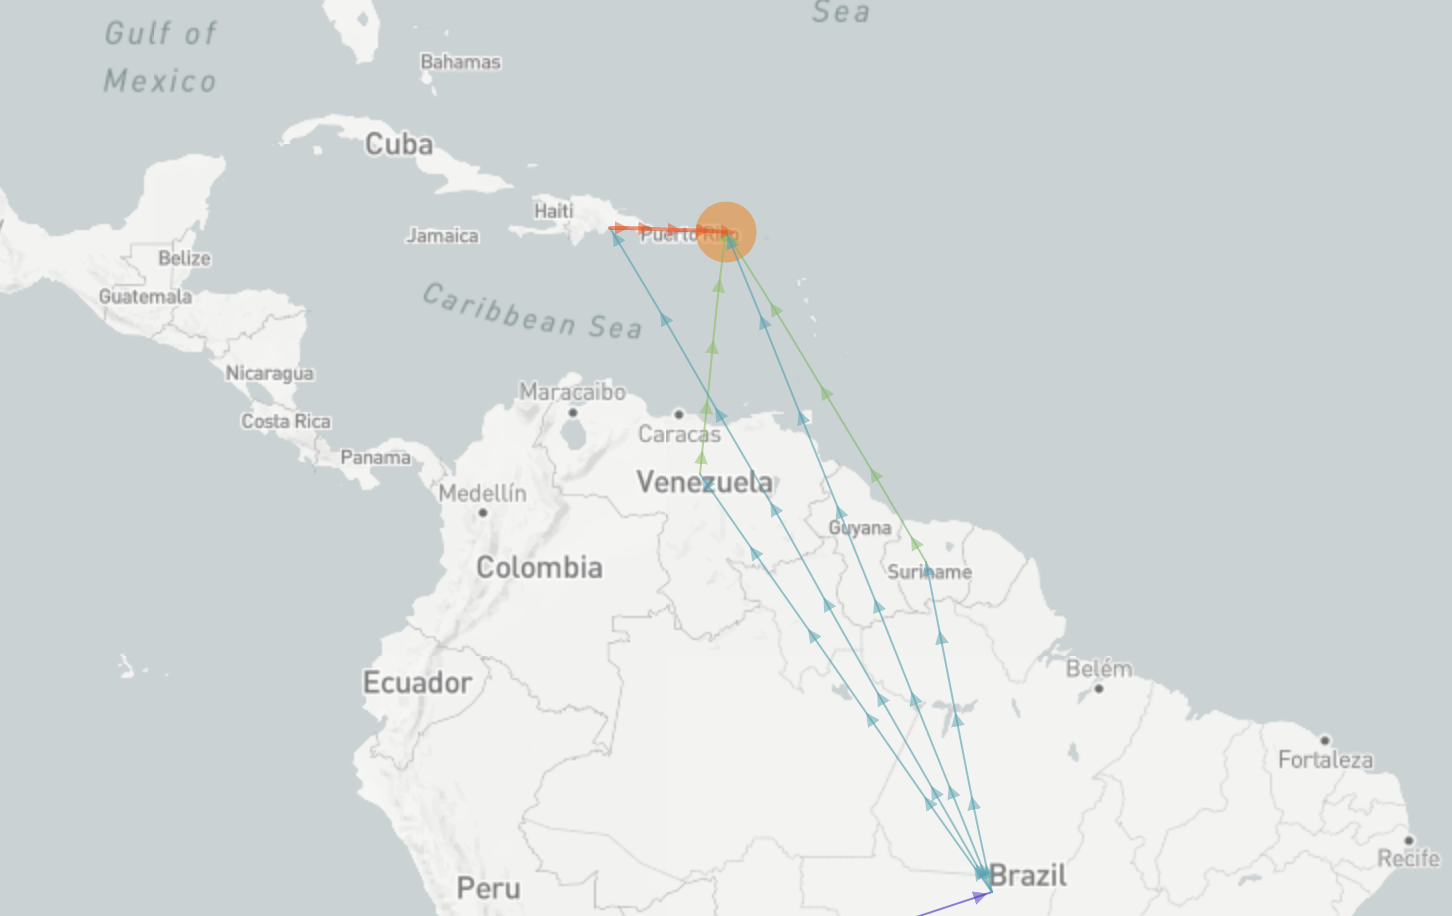 Sea
Gulf of
Mexico
Bahamas
Cuba
Haiti
Jamaica
Puerto Rico
Belize
Guatemala
Caribbean Sea
Nicaragua
Maracaibo
Costa Rica
Caracas
Panama
Venezuela
Medellín
Guyana
Colombia
Suriname
Belém
Ecuador
Fortaleza
Recife
Brazil
Peru